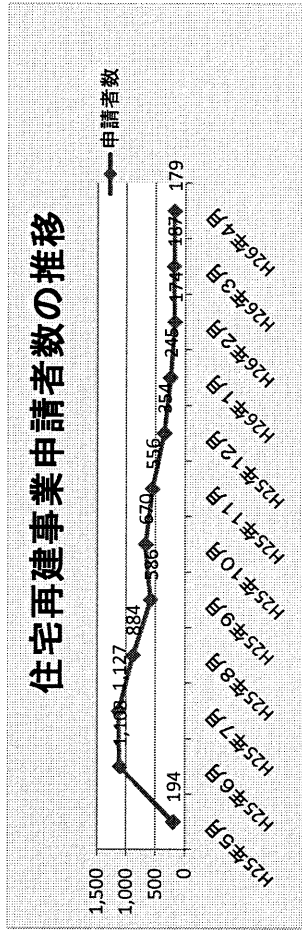 住宅再建事業申請者数の推移
申請者数
1,500
1,000
500
0
194
1,127
884
586
670
556
354
245
174
187
179
H25年5月
H25年6月
H25年7月
H25年8月
H25年9月
H25年10月
H25年11月
H25年12月
H26年1月
H26年2月
H26年3月
H26年4月